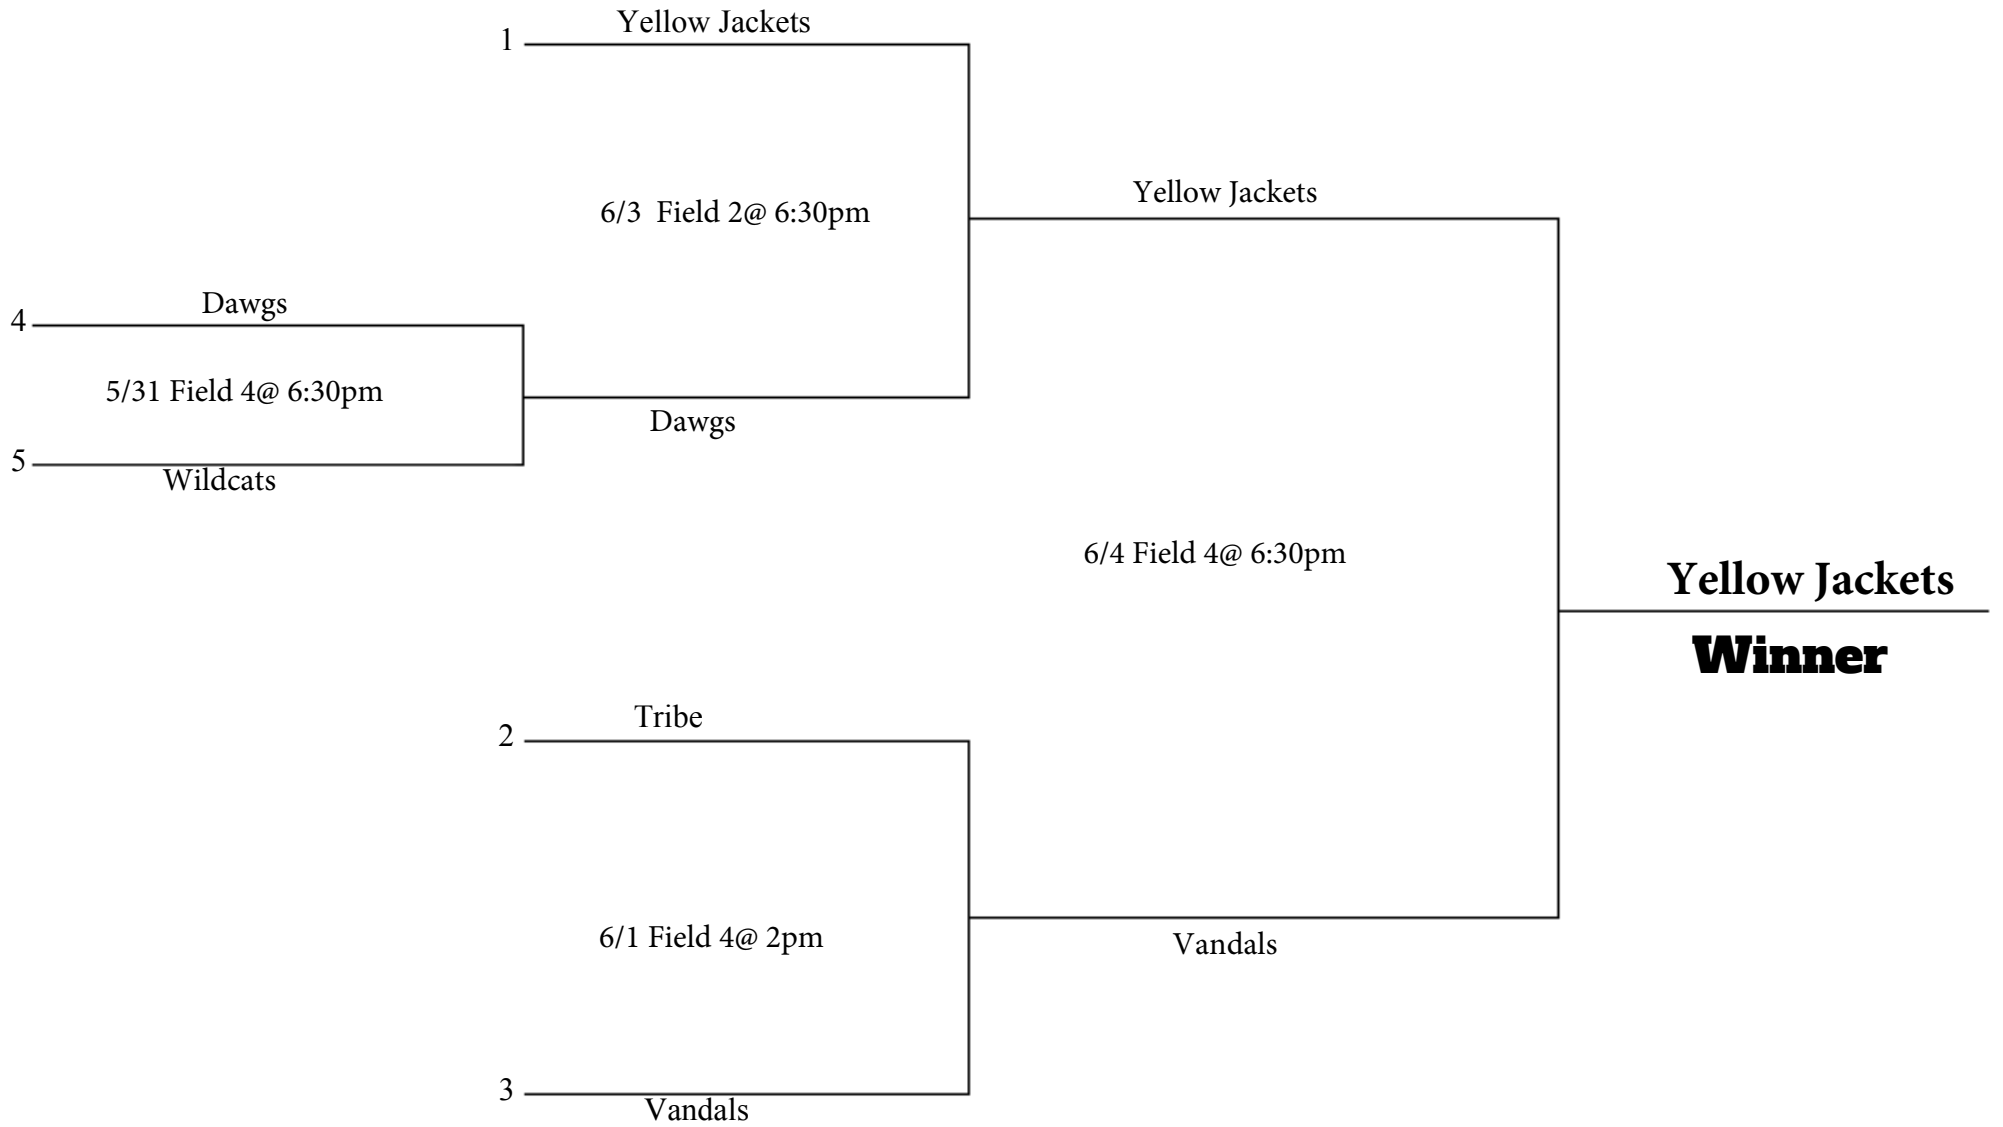 Yellow Jackets
1
6/3  Field 2@ 6:30pm
Yellow Jackets
Dawgs
4
5/31 Field 4@ 6:30pm
Dawgs
5
Wildcats
6/4 Field 4@ 6:30pm
Yellow Jackets
Winner
Tribe
2
6/1 Field 4@ 2pm
Vandals
3
Vandals